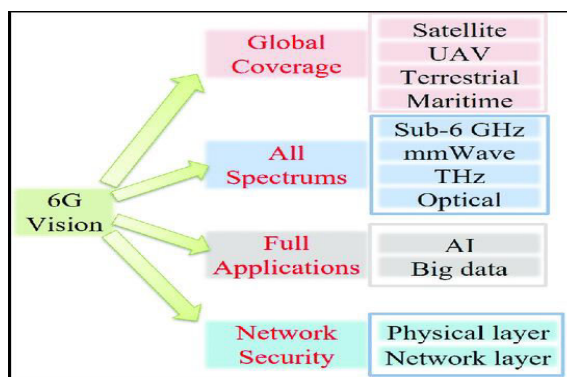 6G
Vision
Global
Coverage
Satellite
UAV
Terrestrial
Maritime
All
Spectrums
Sub-6 GHz
mmWave
THz
Optical
Full
Applications
AI
Big data
Network
Security
Physical layer
Network layer